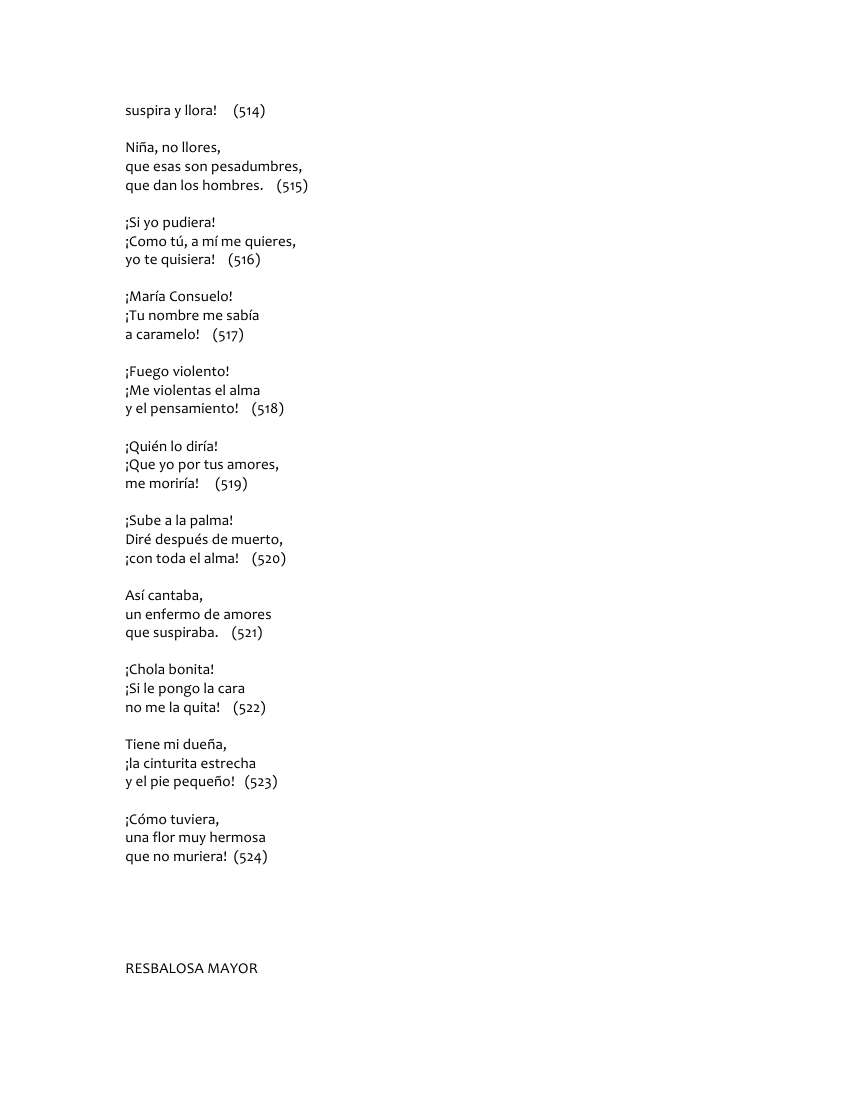 suspira y llora! (514)
Niña, no llores,
que esas son pesadumbres,
que dan los hombres. (515)
¡Si yo pudiera!
¡Como tú, a mí me quieres,
yo te quisiera! (516)
¡María Consuelo!
¡Tu nombre me sabía
a caramelo! (517)
¡Fuego violento!
¡Me violentas el alma
y el pensamiento! (518)
¡Quién lo diría!
¡Que yo por tus amores,
me moriría! (519)
¡Sube a la palma!
Diré después de muerto,
¡con toda el alma! (520)
Así cantaba,
un enfermo de amores
que suspiraba. (521)
¡Chola bonita!
¡Si le pongo la cara
no me la quita! (522)
Tiene mi dueña,
¡la cinturita estrecha
y el pie pequeño! (523)
¡Cómo tuviera,
una flor muy hermosa
que no muriera! (524)
RESBALOSA MAYOR